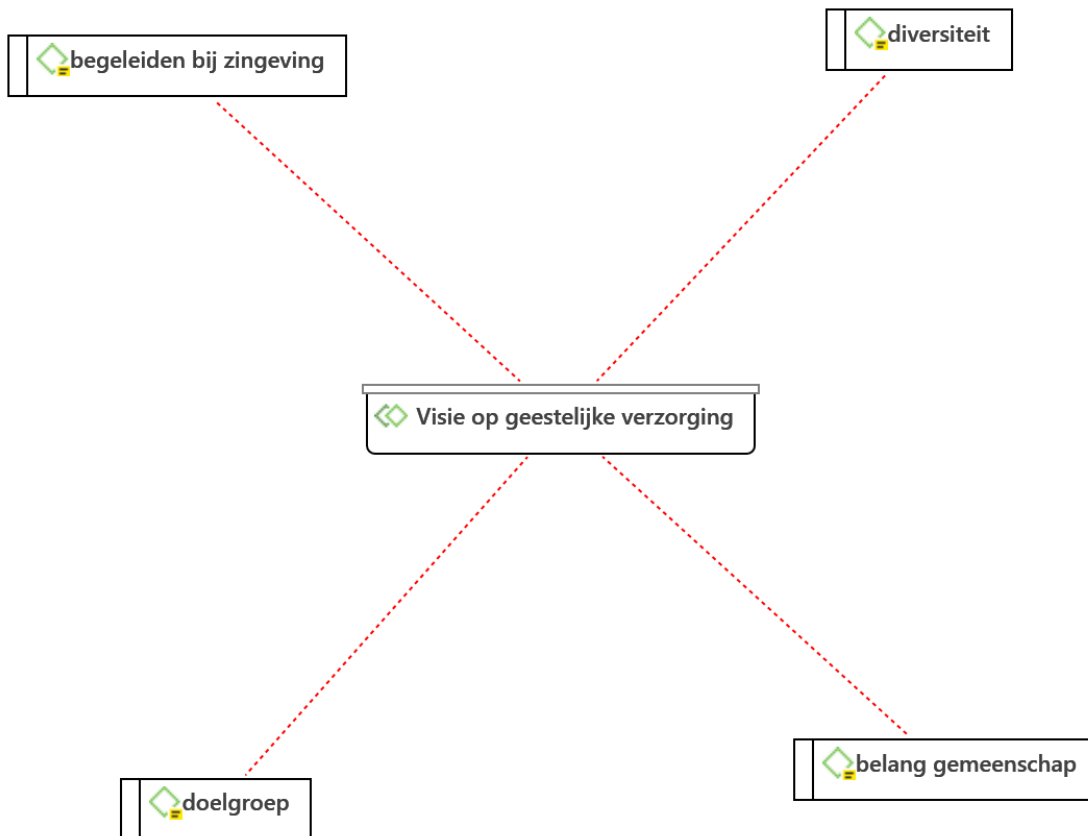 begeleiden bij zingeving
diversiteit
Visie op geestelijke verzorging
belang gemeenschap
doelgroep